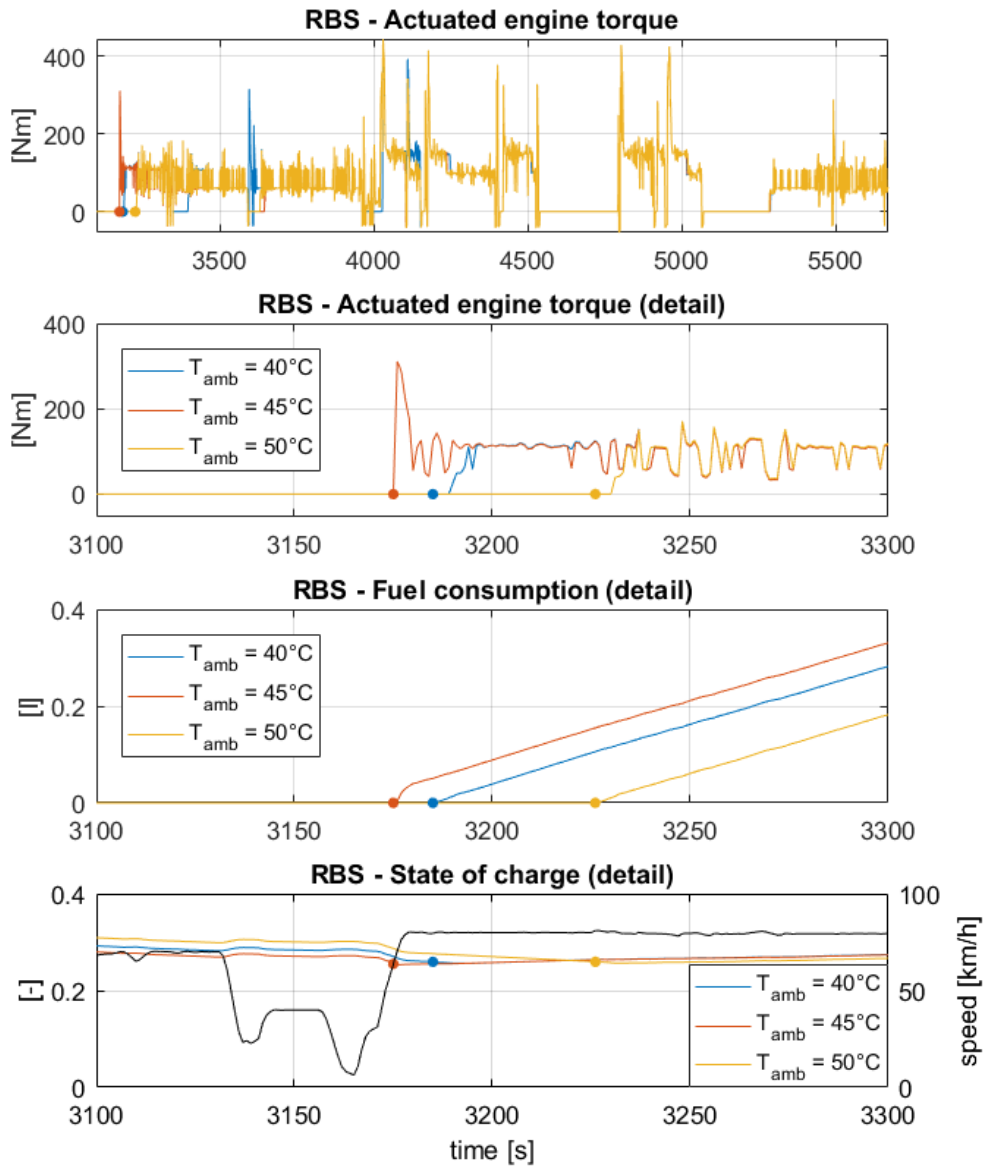 RBS - Actuated engine torque
400
200
0
[Nm]
3500 4000 4500 5000 5500
RBS - Actuated engine torque (detail)
400
200
0
[Nm]
T_amb = 40°C
T_amb = 45°C
T_amb = 50°C
3100 3150 3200 3250 3300
RBS - Fuel consumption (detail)
0.4
0.2
0
[l]
T_amb = 40°C
T_amb = 45°C
T_amb = 50°C
3100 3150 3200 3250 3300
RBS - State of charge (detail)
0.4
0.2
0
[-]
100
50
0
speed [km/h]
T_amb = 40°C
T_amb = 45°C
T_amb = 50°C
3100 3150 3200 3250 3300
time [s]